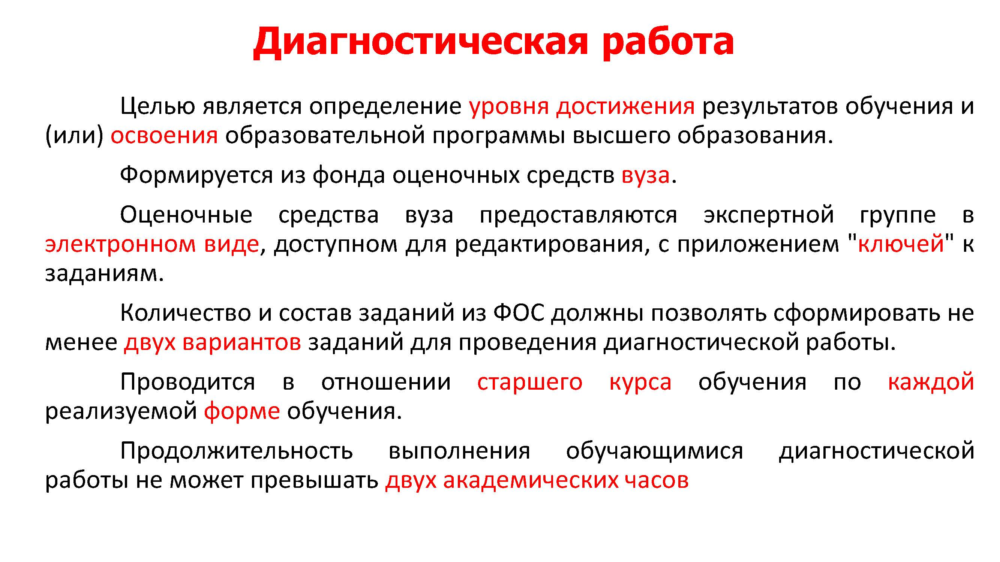 Диагностическая работа
Целью является определение уровня достижения результатов обучения и
(или) освоения образовательной программы высшего образования.
Формируется из фонда оценочных средств вуза.
Оценочные средства вуза предоставляются экспертной группе в
электронном виде, доступном для редактирования, с приложением "ключей" к
заданиям.
Количество и состав заданий из ФОС должны позволять сформировать не
менее двух вариантов заданий для проведения диагностической работы.
Проводится в отношении старшего курса обучения по каждой
реализуемой форме обучения.
Продолжительность выполнения обучающимися диагностической
работы не может превышать двух академических часов